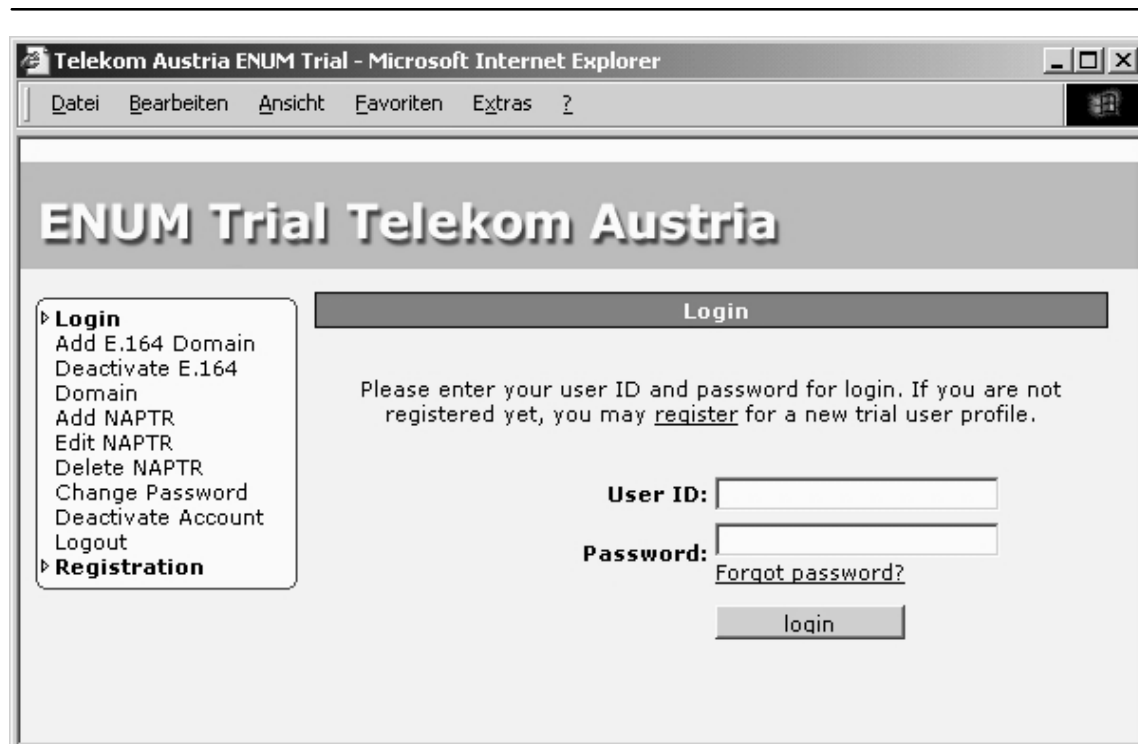 Telekom Austria ENUM Trial - Microsoft Internet Explorer
Datei Bearbeiten Ansicht Favoriten Extras ?
ENUM Trial Telekom Austria
Login
Add E.164 Domain
Deactivate E.164
Domain
Add NAPTR
Edit NAPTR
Delete NAPTR
Change Password
Deactivate Account
Logout
Registration
Login
Please enter your user ID and password for login. If you are not
registered yet, you may register for a new trial user profile.
User ID:
Password:
Forgot password?
login